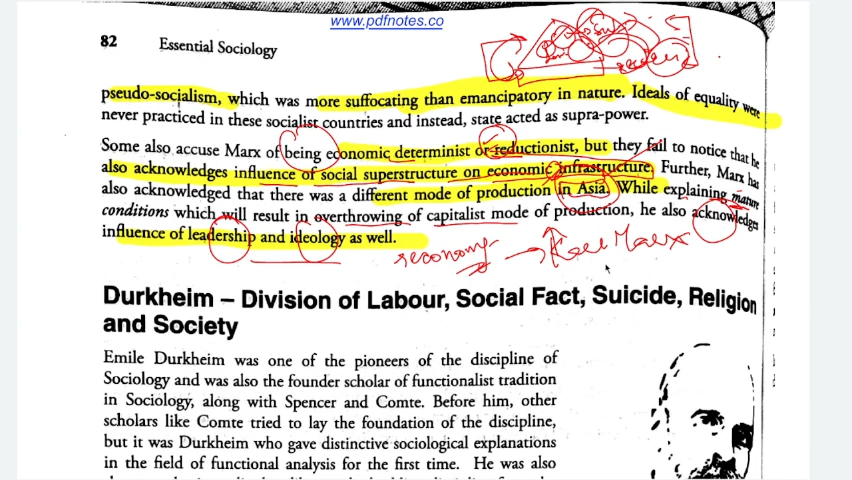 www.pdfnotes.co
82 Essential Sociology
pseudo-socialism, which was more suffocating than emancipatory in nature. Ideals of equality were
never practiced in these socialist countries and instead, state acted as supra-power.
Some also accuse Marx of being economic determinist or reductionist, but they fail to notice that he
also acknowledges influence of social superstructure on economic infrastructure. Further, Marx has
also acknowledged that there was a different mode of production in Asia. While explaining mature
conditions which will result in overthrowing of capitalist mode of production, he also acknowledges
influence of leadership and ideology as well.
economy → Karl Marx
Durkheim – Division of Labour, Social Fact, Suicide, Religion
and Society
Emile Durkheim was one of the pioneers of the discipline of
Sociology and was also the founder scholar of functionalist tradition
in Sociology, along with Spencer and Comte. Before him, other
scholars like Comte tried to lay the foundation of the discipline,
but it was Durkheim who gave distinctive sociological explanations
in the field of functional analysis for the first time. He was also